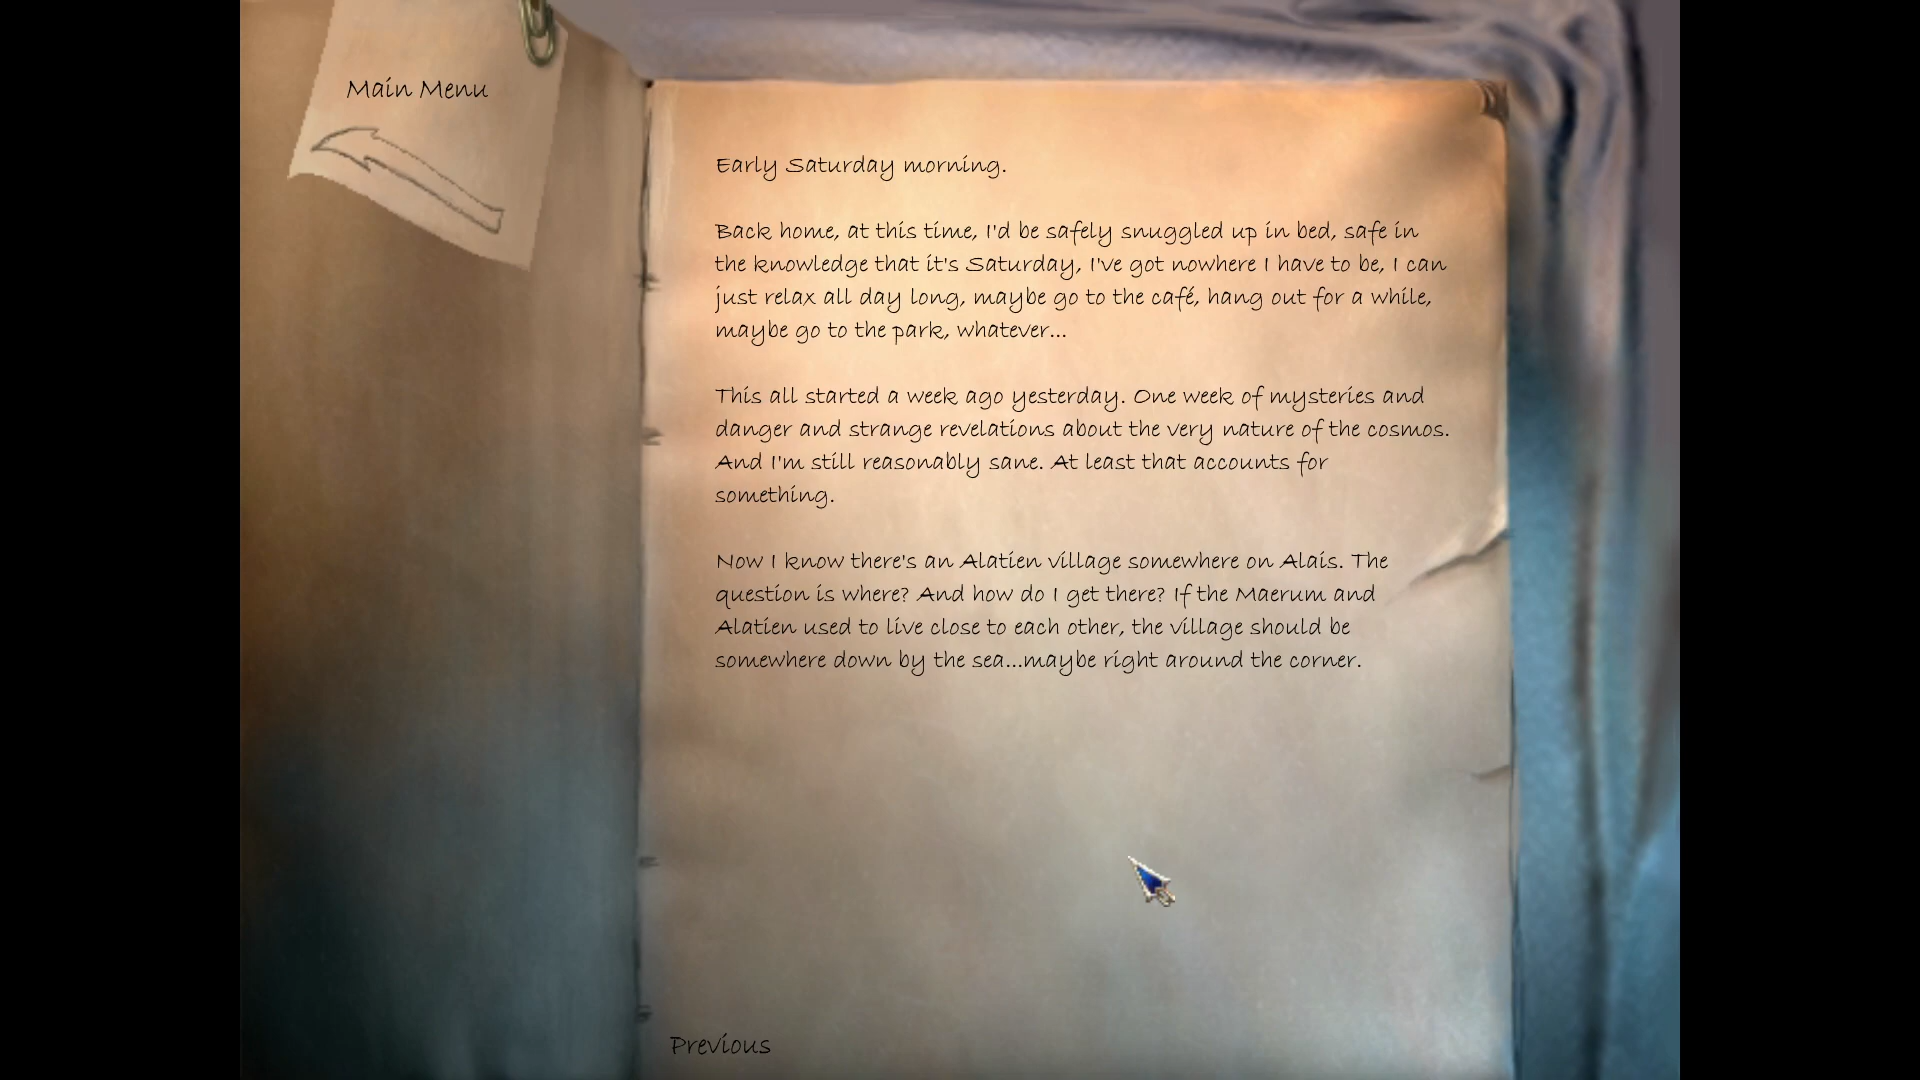 Main Menu
Early Saturday morning.
Back home, at this time, I'd be safely snuggled up in bed, safe in
the knowledge that it's Saturday, I've got nowhere I have to be, I can
just relax all day long, maybe go to the café, hang out for a while,
maybe go to the park, whatever...
This all started a week ago yesterday. One week of mysteries and
danger and strange revelations about the very nature of the cosmos.
And I'm still reasonably sane. At least that accounts for
something.
Now I know there's an Alatien village somewhere on Alais. The
question is where? And how do I get there? If the Maerum and
Alatien used to live close to each other, the village should be
somewhere down by the sea...maybe right around the corner.
Previous